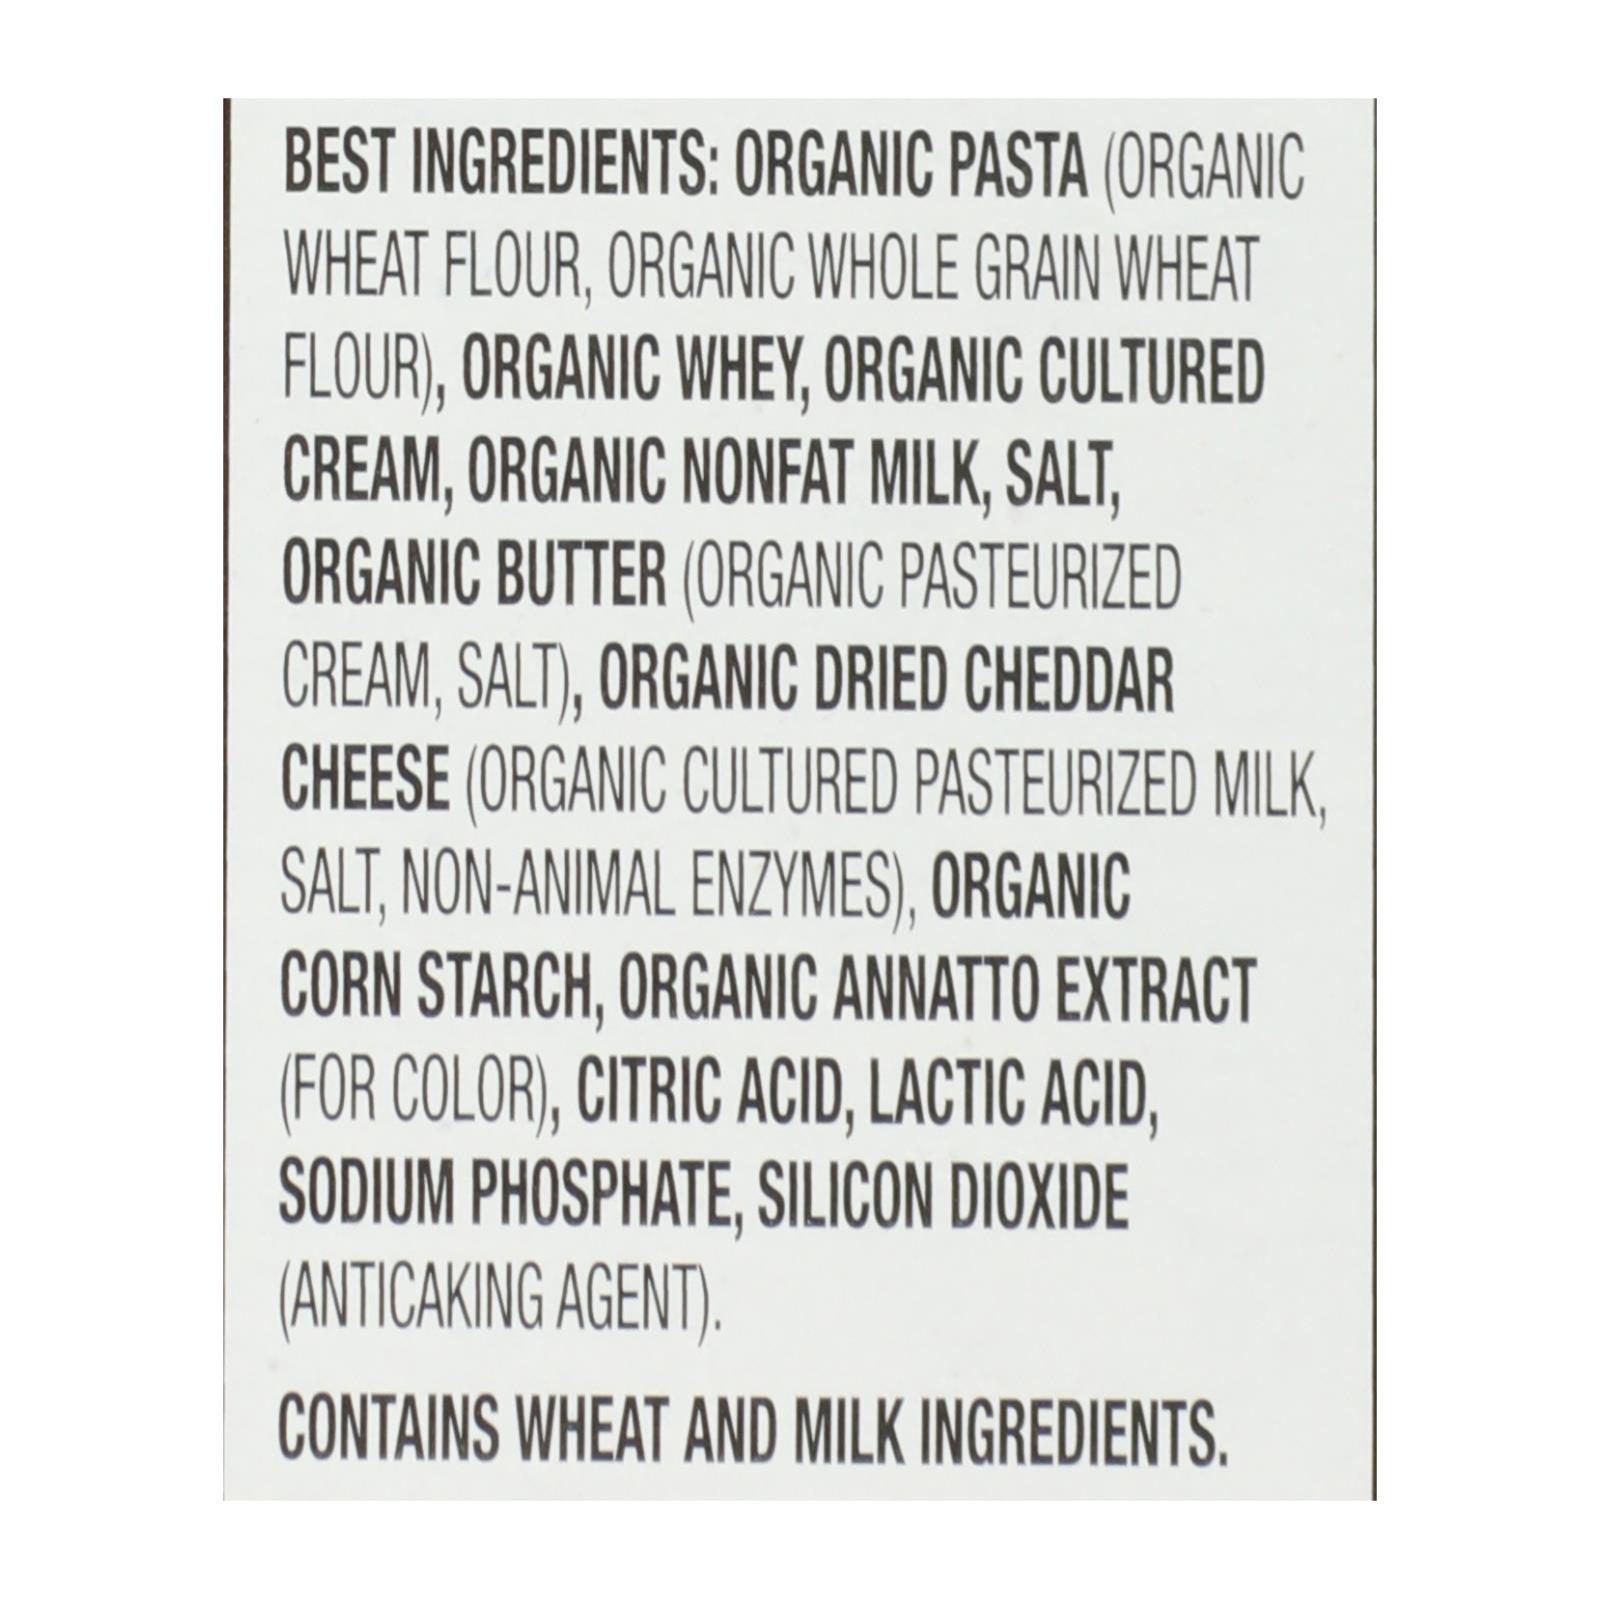 BEST INGREDIENTS: ORGANIC PASTA (ORGANIC
WHEAT FLOUR, ORGANIC WHOLE GRAIN WHEAT
FLOUR), ORGANIC WHEY, ORGANIC CULTURED
CREAM, ORGANIC NONFAT MILK, SALT,
ORGANIC BUTTER (ORGANIC PASTEURIZED
CREAM, SALT), ORGANIC DRIED CHEDDAR
CHEESE (ORGANIC CULTURED PASTEURIZED MILK,
SALT, NON-ANIMAL ENZYMES), ORGANIC
CORN STARCH, ORGANIC ANNATTO EXTRACT
(FOR COLOR), CITRIC ACID, LACTIC ACID,
SODIUM PHOSPHATE, SILICON DIOXIDE
(ANTICAKING AGENT).
CONTAINS WHEAT AND MILK INGREDIENTS.